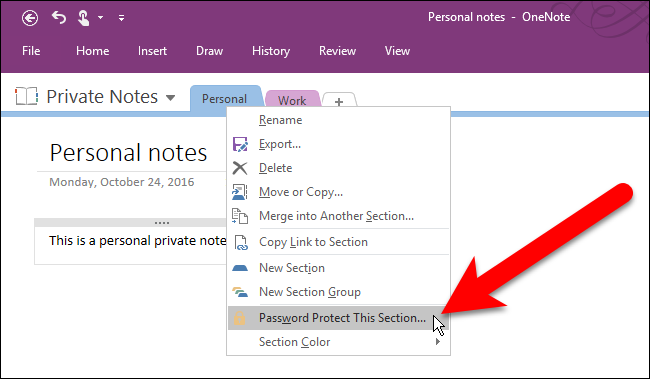 Personal notes - OneNote
File Home Insert Draw History Review View
Private Notes Personal Work +
Rename
Personal notes
Export...
Delete
Monday, October 24, 2016
Move or Copy...
Merge into Another Section...
This is a personal private note
Copy Link to Section
New Section
New Section Group
Password Protect This Section...
Section Color